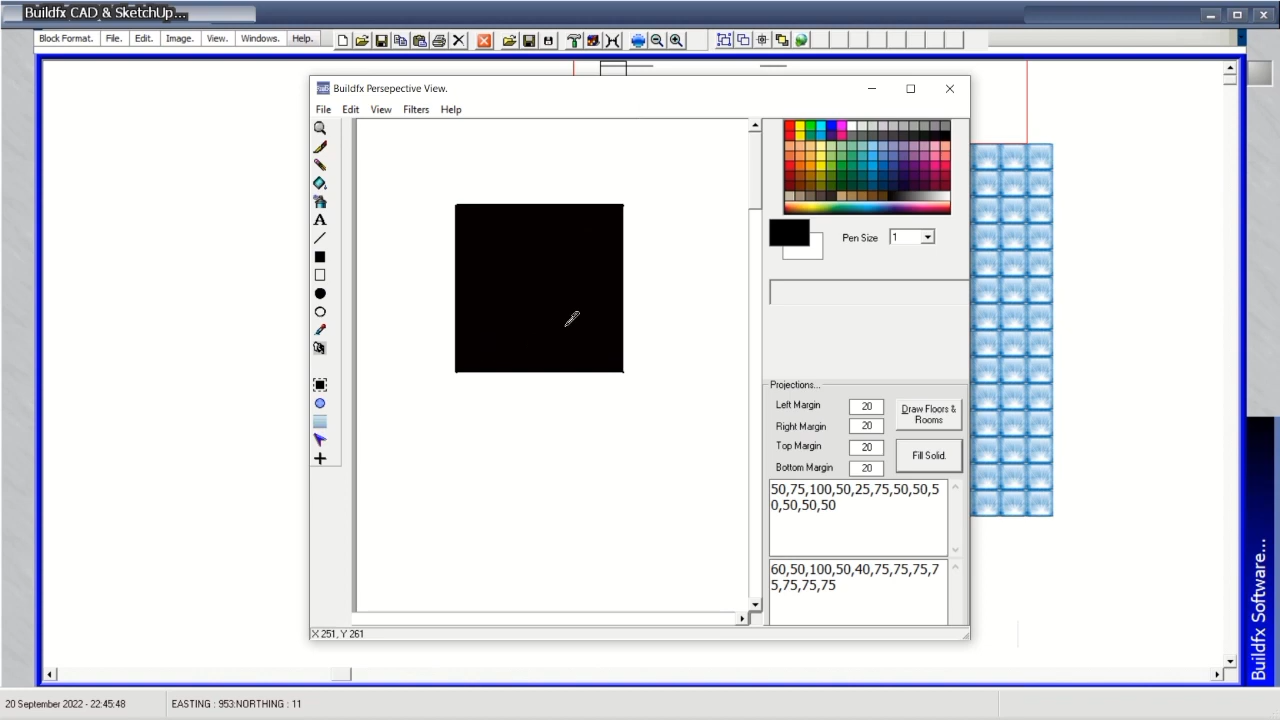 Buildfx CAD & SketchUp...
Block Format. File. Edit. Image. View. Windows. Help.
Buildfx Persepective View.
File Edit View Filters Help
A
Pen Size 1
Projections...
Left Margin 20
Right Margin 20
Top Margin 20
Bottom Margin 20
Draw Floors &
Rooms
Fill Solid.
50,75,100,50,25,75,50,50,5
0,50,50,50
60,50,100,50,40,75,75,75,7
5,75,75,75
X 251, Y 261
Buildfx Software...
20 September 2022 - 22:45:48 EASTING : 953:NORTHING : 11